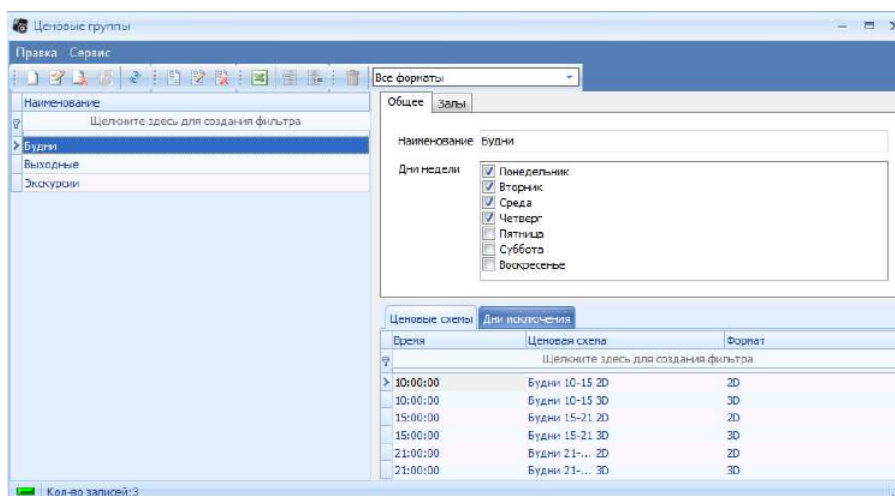 Ценовые группы
Правка Сервис
Все форматы
Наименование
Щелкните здесь для создания фильтра
Будни
Выходные
Экскурсии
Общее Залы
Наименование Будни
Дни недели
Понедельник
Вторник
Среда
Четверг
Пятница
Суббота
Воскресенье
Ценовые схемы Дни исключения
Время Ценовая схема Формат
Щелкните здесь для создания фильтра
10:00:00 Будни 10-15 2D 2D
10:00:00 Будни 10-15 3D 3D
15:00:00 Будни 15-21 2D 2D
15:00:00 Будни 15-21 3D 3D
21:00:00 Будни 21-... 2D 2D
21:00:00 Будни 21-... 3D 3D
Кол-во записей:3